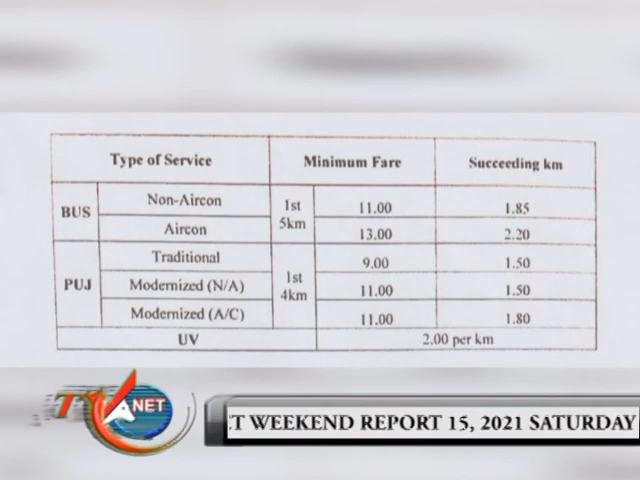 Type of Service Minimum Fare Succeeding km
BUS Non-Aircon 1st 5km 11.00 1.85
Aircon 13.00 2.20
PUJ Traditional 1st 4km 9.00 1.50
Modernized (N/A) 11.00 1.50
Modernized (A/C) 11.00 1.80
UV 2.00 per km
TV NET
T WEEKEND REPORT 15, 2021 SATURDAY